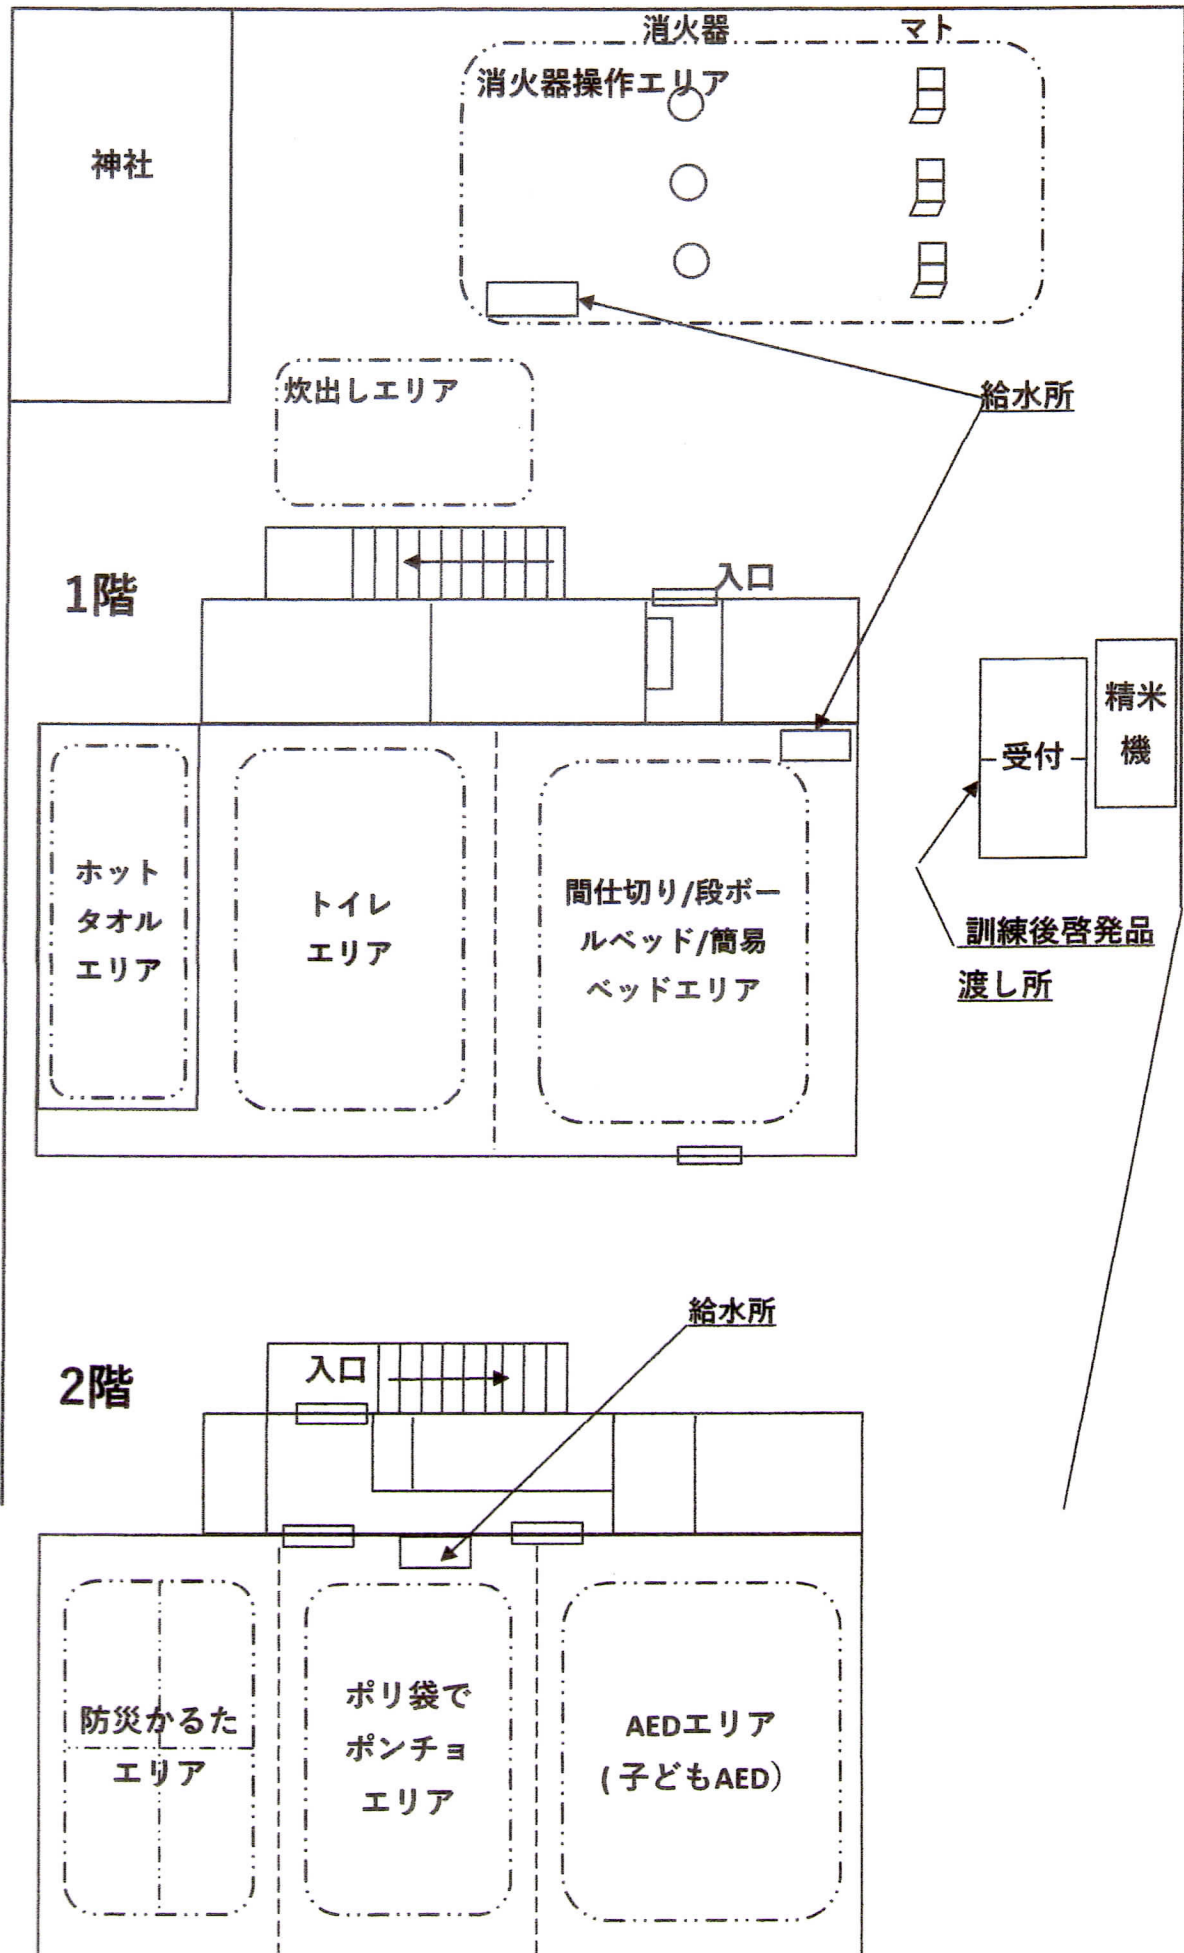 消火器
マト
消火器操作エリア
神社
給水所
炊出しエリア
1階
入口
精米
機
受付
ホット
タオル
エリア
トイレ
エリア
間仕切り/段ボー
ルベッド/簡易
ベッドエリア
訓練後啓発品
渡し所
給水所
2階
入口
防災かるた
エリア
ポリ袋で
ポンチョ
エリア
AEDエリア
(子どもAED）